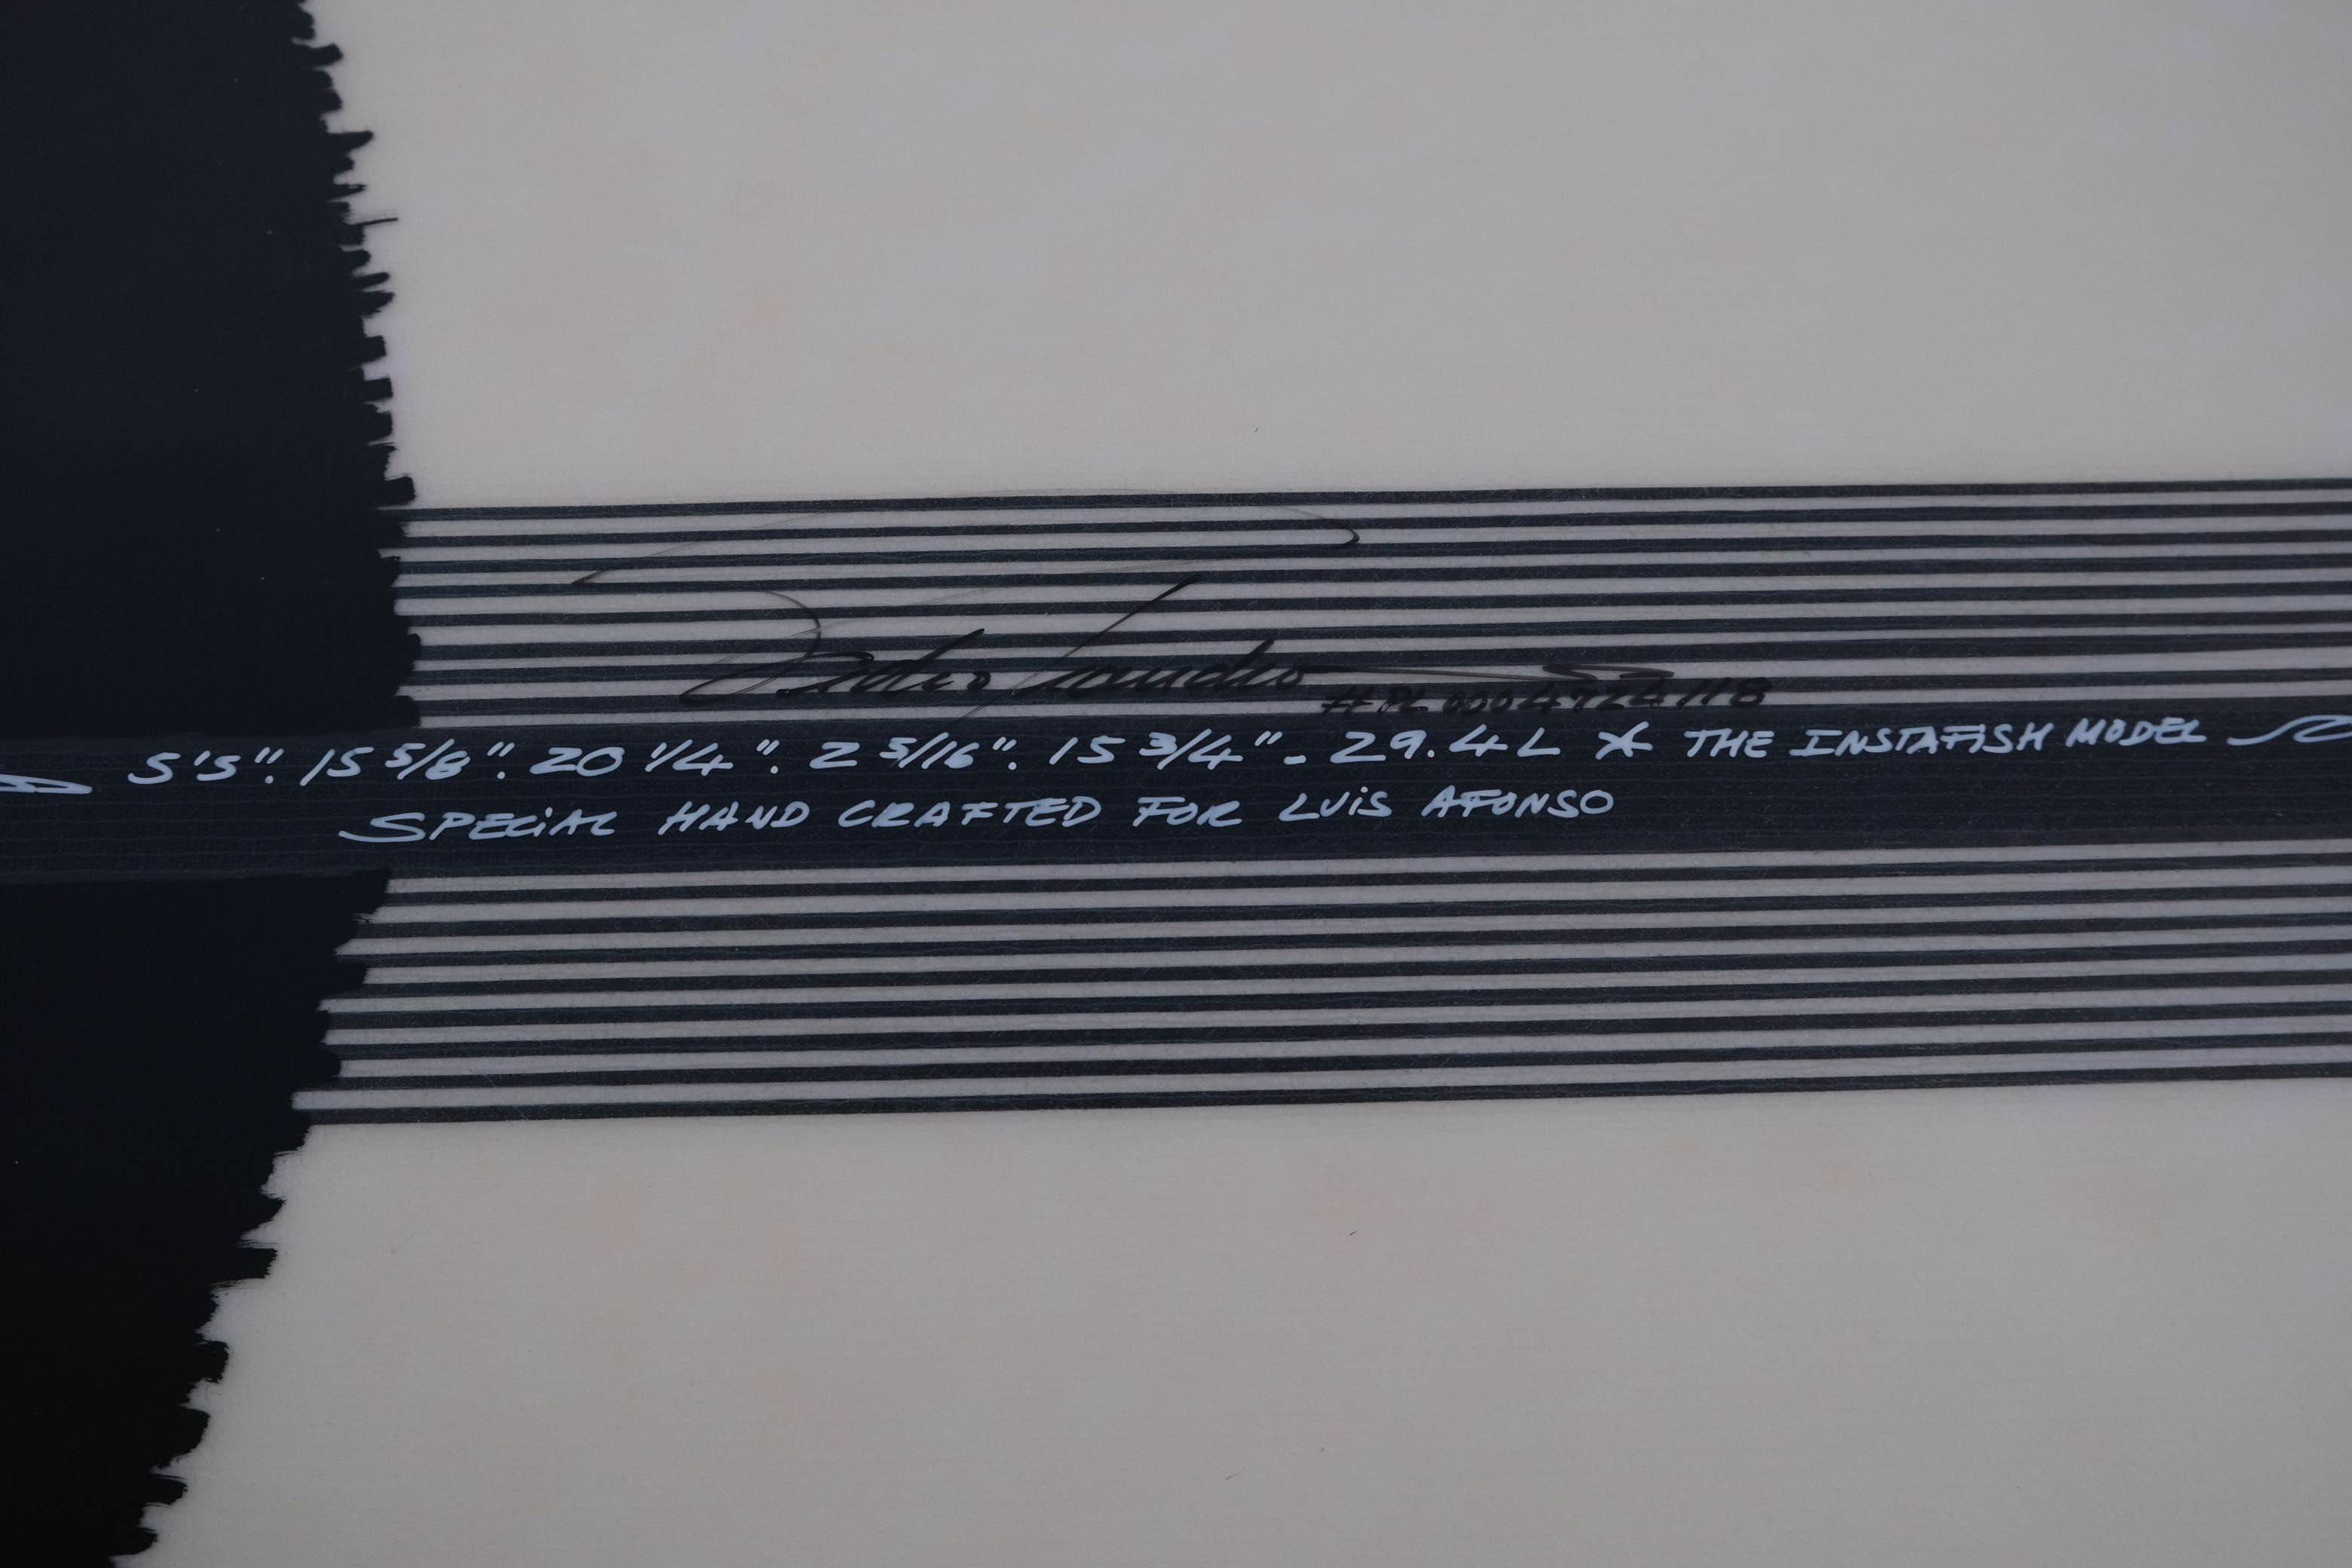 #PL0004724118
5'5". 15 5/8". 20 1/4". 2 5/16". 15 3/4" - 29.4L * THE INSTAFISH MODEL
SPECIAL HAND CRAFTED FOR LUIS AFONSO